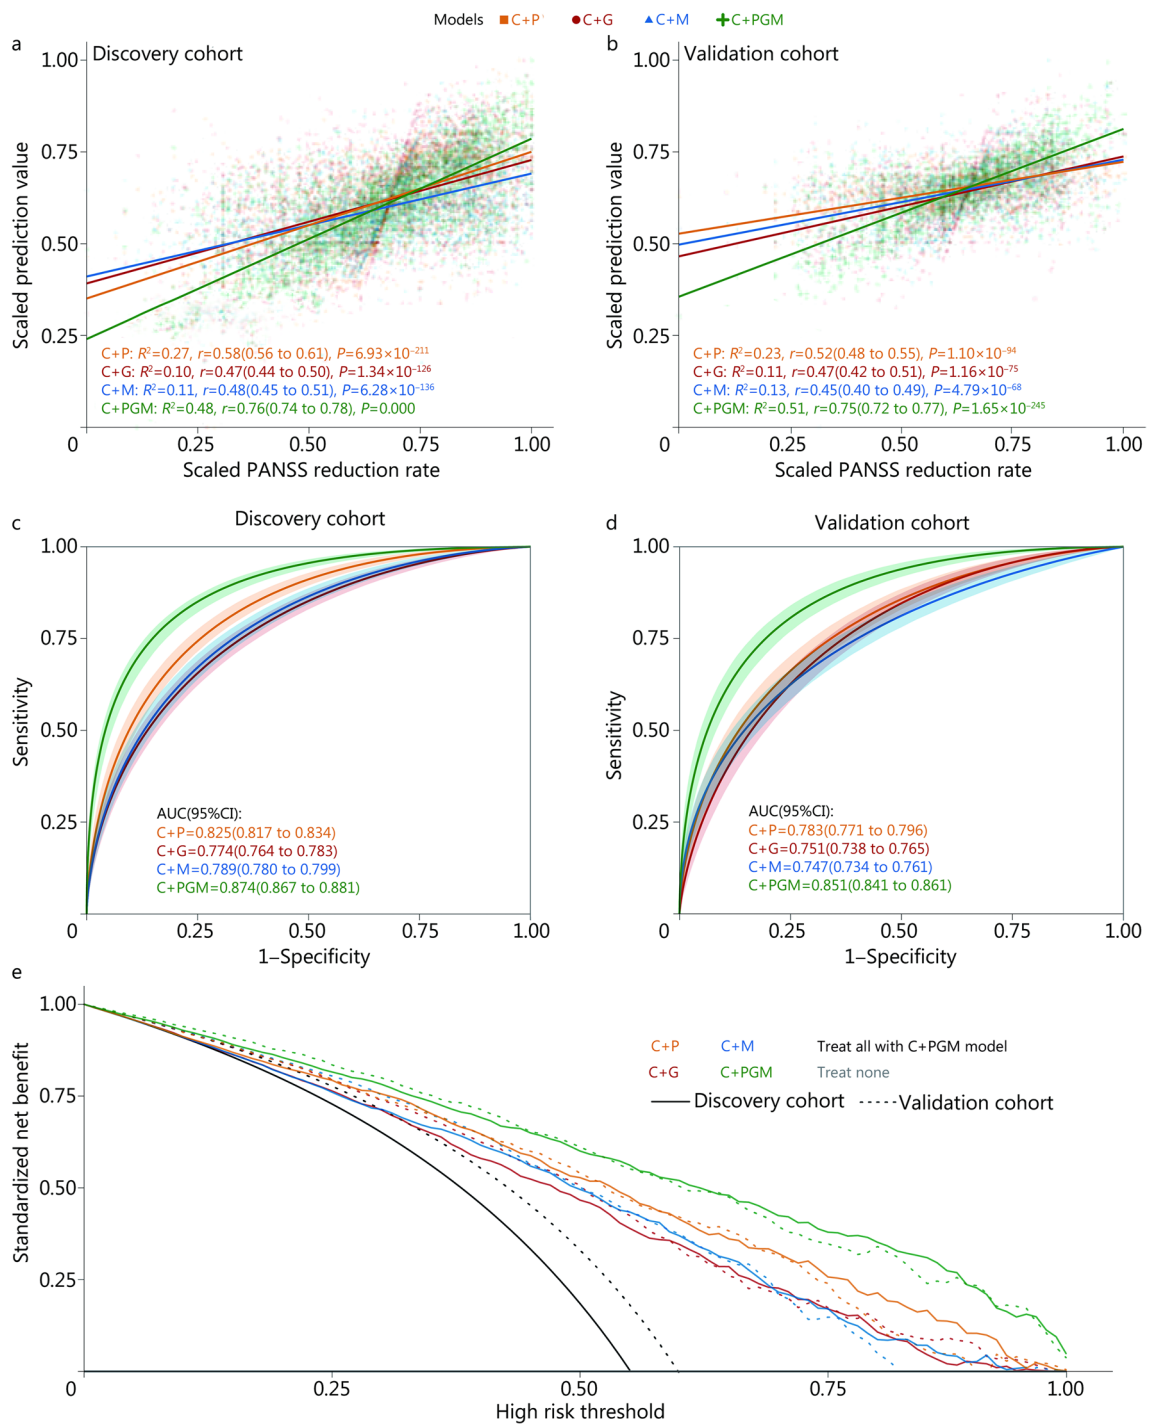 Models C+P C+G C+M C+PGM
a
Discovery cohort
1.00
0.75
0.50
0.25
Scaled prediction value
C+P: R²=0.27, r=0.58(0.56 to 0.61), P=6.93×10⁻²¹¹
C+G: R²=0.10, r=0.47(0.44 to 0.50), P=1.34×10⁻¹²⁶
C+M: R²=0.11, r=0.48(0.45 to 0.51), P=6.28×10⁻¹³⁶
C+PGM: R²=0.48, r=0.76(0.74 to 0.78), P=0.000
0 0.25 0.50 0.75 1.00
Scaled PANSS reduction rate
b
Validation cohort
1.00
0.75
0.50
0.25
Scaled prediction value
C+P: R²=0.23, r=0.52(0.48 to 0.55), P=1.10×10⁻⁹⁴
C+G: R²=0.11, r=0.47(0.42 to 0.51), P=1.16×10⁻⁷⁵
C+M: R²=0.13, r=0.45(0.40 to 0.49), P=4.79×10⁻⁶⁸
C+PGM: R²=0.51, r=0.75(0.72 to 0.77), P=1.65×10⁻²⁴⁵
0 0.25 0.50 0.75 1.00
Scaled PANSS reduction rate
c
Discovery cohort
1.00
0.75
0.50
0.25
Sensitivity
AUC(95%CI):
C+P=0.825(0.817 to 0.834)
C+G=0.774(0.764 to 0.783)
C+M=0.789(0.780 to 0.799)
C+PGM=0.874(0.867 to 0.881)
0 0.25 0.50 0.75 1.00
1−Specificity
d
Validation cohort
1.00
0.75
0.50
0.25
Sensitivity
AUC(95%CI):
C+P=0.783(0.771 to 0.796)
C+G=0.751(0.738 to 0.765)
C+M=0.747(0.734 to 0.761)
C+PGM=0.851(0.841 to 0.861)
0 0.25 0.50 0.75 1.00
1−Specificity
e
1.00
0.75
0.50
0.25
Standardized net benefit
C+P C+M Treat all with C+PGM model
C+G C+PGM Treat none
Discovery cohort Validation cohort
0 0.25 0.50 0.75 1.00
High risk threshold